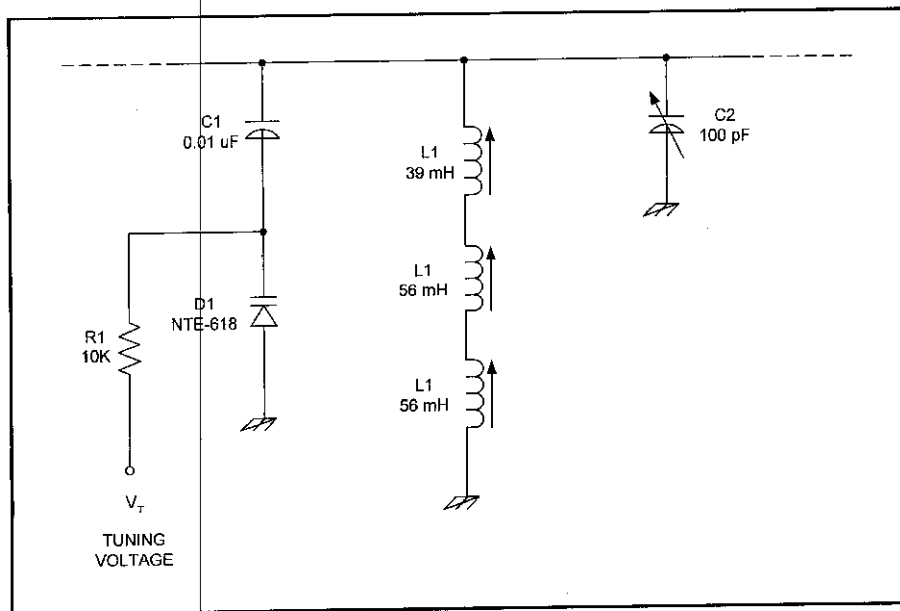 C1
0.01 uF
L1
39 mH
C2
100 pF
L1
56 mH
D1
NTE-618
R1
10K
L1
56 mH
VT
TUNING
VOLTAGE